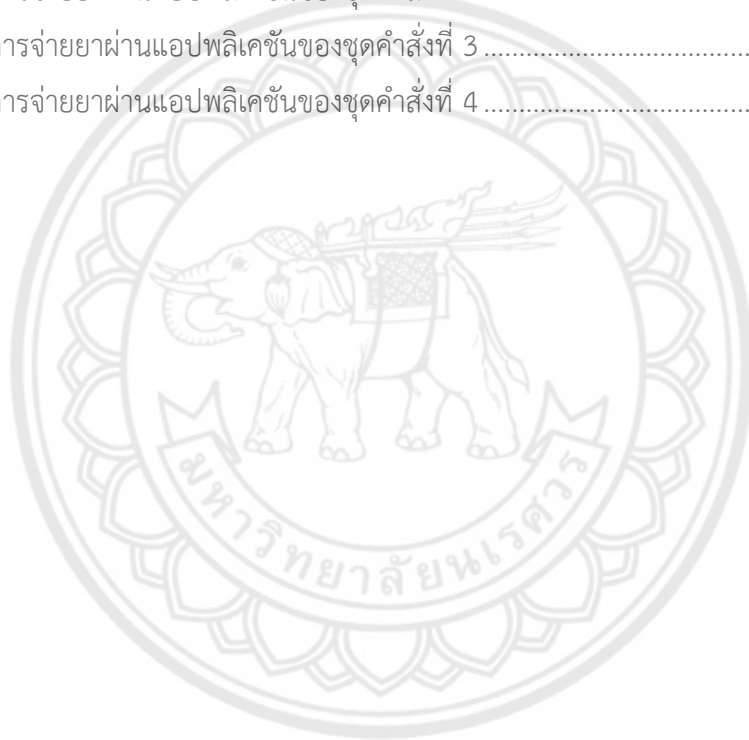 ารจ่ายยาผ่านแอปพลิเคชันของชุดคำสั่งที่ 3 ......................................
ารจ่ายยาผ่านแอปพลิเคชันของชุดคำสั่งที่ 4 ......................................
มหาวิทยาลัยนเรศวร